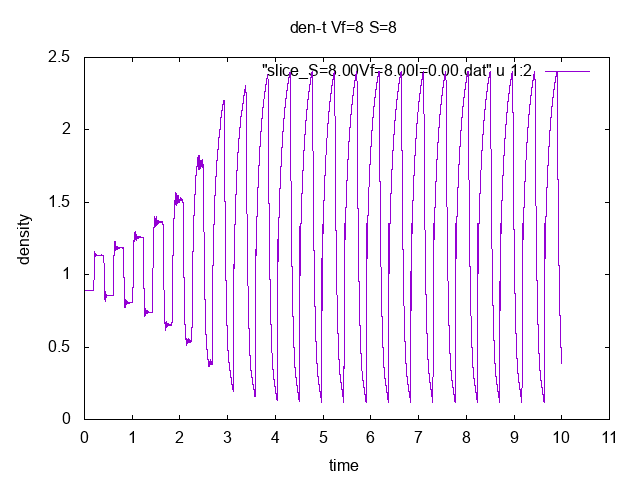 den-t Vf=8 S=8
"slice_S=8.00Vf=8.00I=0.00.dat" u 1:2
2.5
2
1.5
1
0.5
0
density
0 1 2 3 4 5 6 7 8 9 10 11
time